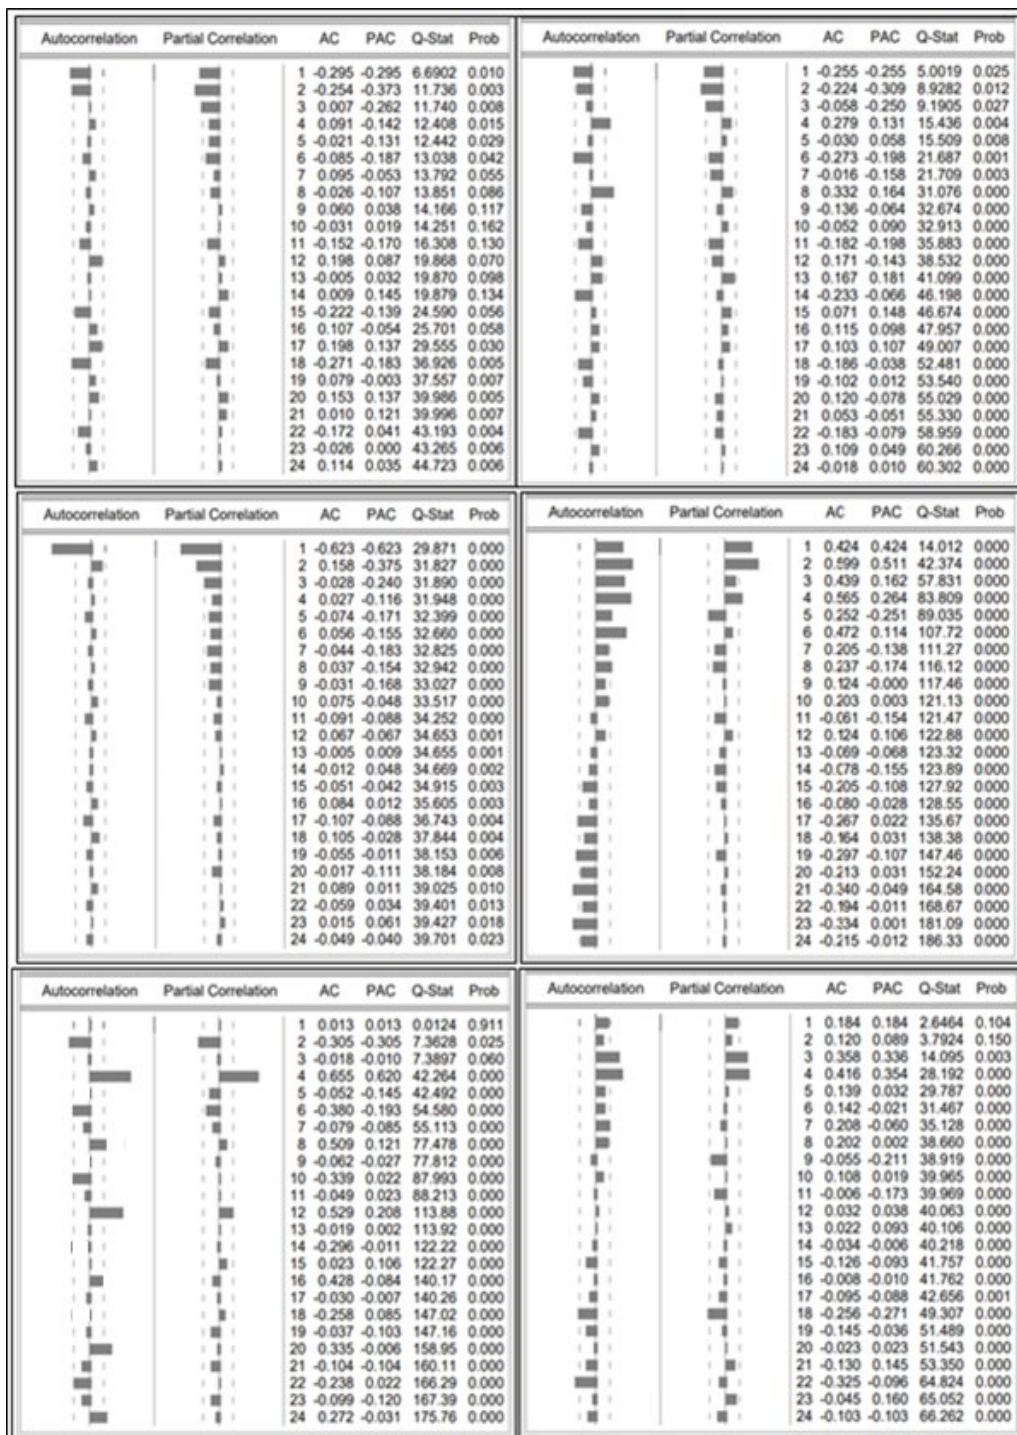 Autocorrelation Partial Correlation AC PAC Q-Stat Prob
1 -0.295 -0.295 6.6902 0.010
2 -0.254 -0.373 11.736 0.003
3 0.007 -0.262 11.740 0.008
4 0.091 -0.142 12.408 0.015
5 -0.021 -0.131 12.442 0.029
6 -0.085 -0.187 13.038 0.042
7 0.095 -0.053 13.792 0.055
8 -0.026 -0.107 13.851 0.086
9 0.060 0.038 14.166 0.117
10 -0.031 0.019 14.251 0.162
11 -0.152 -0.170 16.308 0.130
12 0.198 0.087 19.868 0.070
13 -0.005 0.032 19.870 0.098
14 0.009 0.145 19.879 0.134
15 -0.222 -0.139 24.590 0.056
16 0.107 -0.054 25.701 0.058
17 0.198 0.137 29.555 0.030
18 -0.271 -0.183 36.926 0.005
19 0.079 -0.003 37.557 0.007
20 0.153 0.137 39.986 0.005
21 0.010 0.121 39.996 0.007
22 -0.172 0.041 43.193 0.004
23 -0.026 0.000 43.265 0.006
24 0.114 0.035 44.723 0.006
Autocorrelation Partial Correlation AC PAC Q-Stat Prob
1 -0.255 -0.255 5.0019 0.025
2 -0.224 -0.309 8.9282 0.012
3 -0.058 -0.250 9.1905 0.027
4 0.279 0.131 15.436 0.004
5 -0.030 0.058 15.509 0.008
6 -0.273 -0.198 21.687 0.001
7 -0.016 -0.158 21.709 0.003
8 0.332 0.164 31.076 0.000
9 -0.136 -0.064 32.674 0.000
10 -0.052 0.090 32.913 0.000
11 -0.182 -0.198 35.883 0.000
12 0.171 -0.143 38.532 0.000
13 0.167 0.181 41.099 0.000
14 -0.233 -0.066 46.198 0.000
15 0.071 0.148 46.674 0.000
16 0.115 0.098 47.957 0.000
17 0.103 0.107 49.007 0.000
18 -0.186 -0.038 52.481 0.000
19 -0.102 0.012 53.540 0.000
20 0.120 -0.078 55.029 0.000
21 0.053 -0.051 55.330 0.000
22 -0.183 -0.079 58.959 0.000
23 0.109 0.049 60.266 0.000
24 -0.018 0.010 60.302 0.000
Autocorrelation Partial Correlation AC PAC Q-Stat Prob
1 -0.623 -0.623 29.871 0.000
2 0.158 -0.375 31.827 0.000
3 -0.028 -0.240 31.890 0.000
4 0.027 -0.116 31.948 0.000
5 -0.074 -0.171 32.399 0.000
6 0.056 -0.155 32.660 0.000
7 -0.044 -0.183 32.825 0.000
8 0.037 -0.154 32.942 0.000
9 -0.031 -0.168 33.027 0.000
10 0.075 -0.048 33.517 0.000
11 -0.091 -0.088 34.252 0.000
12 0.067 -0.067 34.653 0.001
13 -0.005 0.009 34.655 0.001
14 -0.012 0.048 34.669 0.002
15 -0.051 -0.042 34.915 0.003
16 0.084 0.012 35.605 0.003
17 -0.107 -0.088 36.743 0.004
18 0.105 -0.028 37.844 0.004
19 -0.055 -0.011 38.153 0.006
20 -0.017 -0.111 38.184 0.008
21 0.089 0.011 39.025 0.010
22 -0.059 0.034 39.401 0.013
23 0.015 0.061 39.427 0.018
24 -0.049 -0.040 39.701 0.023
Autocorrelation Partial Correlation AC PAC Q-Stat Prob
1 0.424 0.424 14.012 0.000
2 0.599 0.511 42.374 0.000
3 0.439 0.162 57.831 0.000
4 0.565 0.264 83.809 0.000
5 0.252 -0.251 89.035 0.000
6 0.472 0.114 107.72 0.000
7 0.205 -0.138 111.27 0.000
8 0.237 -0.174 116.12 0.000
9 0.124 -0.000 117.46 0.000
10 0.203 0.003 121.13 0.000
11 -0.061 -0.154 121.47 0.000
12 0.124 0.106 122.88 0.000
13 -0.069 -0.068 123.32 0.000
14 -0.078 -0.155 123.89 0.000
15 -0.205 -0.108 127.92 0.000
16 -0.080 -0.028 128.55 0.000
17 -0.267 0.022 135.67 0.000
18 -0.164 0.031 138.38 0.000
19 -0.297 -0.107 147.46 0.000
20 -0.213 0.031 152.24 0.000
21 -0.340 -0.049 164.58 0.000
22 -0.194 -0.011 168.67 0.000
23 -0.334 0.001 181.09 0.000
24 -0.215 -0.012 186.33 0.000
Autocorrelation Partial Correlation AC PAC Q-Stat Prob
1 0.013 0.013 0.0124 0.911
2 -0.305 -0.305 7.3628 0.025
3 -0.018 -0.010 7.3897 0.060
4 0.655 0.620 42.264 0.000
5 -0.052 -0.145 42.492 0.000
6 -0.380 -0.193 54.580 0.000
7 -0.079 -0.085 55.113 0.000
8 0.509 0.121 77.478 0.000
9 -0.062 -0.027 77.812 0.000
10 -0.339 0.022 87.993 0.000
11 -0.049 0.023 88.213 0.000
12 0.529 0.208 113.88 0.000
13 -0.019 0.002 113.92 0.000
14 -0.296 -0.011 122.22 0.000
15 0.023 0.106 122.27 0.000
16 0.428 -0.084 140.17 0.000
17 -0.030 -0.007 140.26 0.000
18 -0.258 0.085 147.02 0.000
19 -0.037 -0.103 147.16 0.000
20 0.335 -0.006 158.95 0.000
21 -0.104 -0.104 160.11 0.000
22 -0.238 0.022 166.29 0.000
23 -0.099 -0.120 167.39 0.000
24 0.272 -0.031 175.76 0.000
Autocorrelation Partial Correlation AC PAC Q-Stat Prob
1 0.184 0.184 2.6464 0.104
2 0.120 0.089 3.7924 0.150
3 0.358 0.336 14.095 0.003
4 0.416 0.354 28.192 0.000
5 0.139 0.032 29.787 0.000
6 0.142 -0.021 31.467 0.000
7 0.208 -0.060 35.128 0.000
8 0.202 0.002 38.660 0.000
9 -0.055 -0.211 38.919 0.000
10 0.108 0.019 39.965 0.000
11 -0.006 -0.173 39.969 0.000
12 0.032 0.038 40.063 0.000
13 0.022 0.093 40.106 0.000
14 -0.034 -0.006 40.218 0.000
15 -0.126 -0.093 41.757 0.000
16 -0.008 -0.010 41.762 0.000
17 -0.095 -0.088 42.656 0.001
18 -0.256 -0.271 49.307 0.000
19 -0.145 -0.036 51.489 0.000
20 -0.023 0.023 51.543 0.000
21 -0.130 0.145 53.350 0.000
22 -0.325 -0.096 64.824 0.000
23 -0.045 0.160 65.052 0.000
24 -0.103 -0.103 66.262 0.000